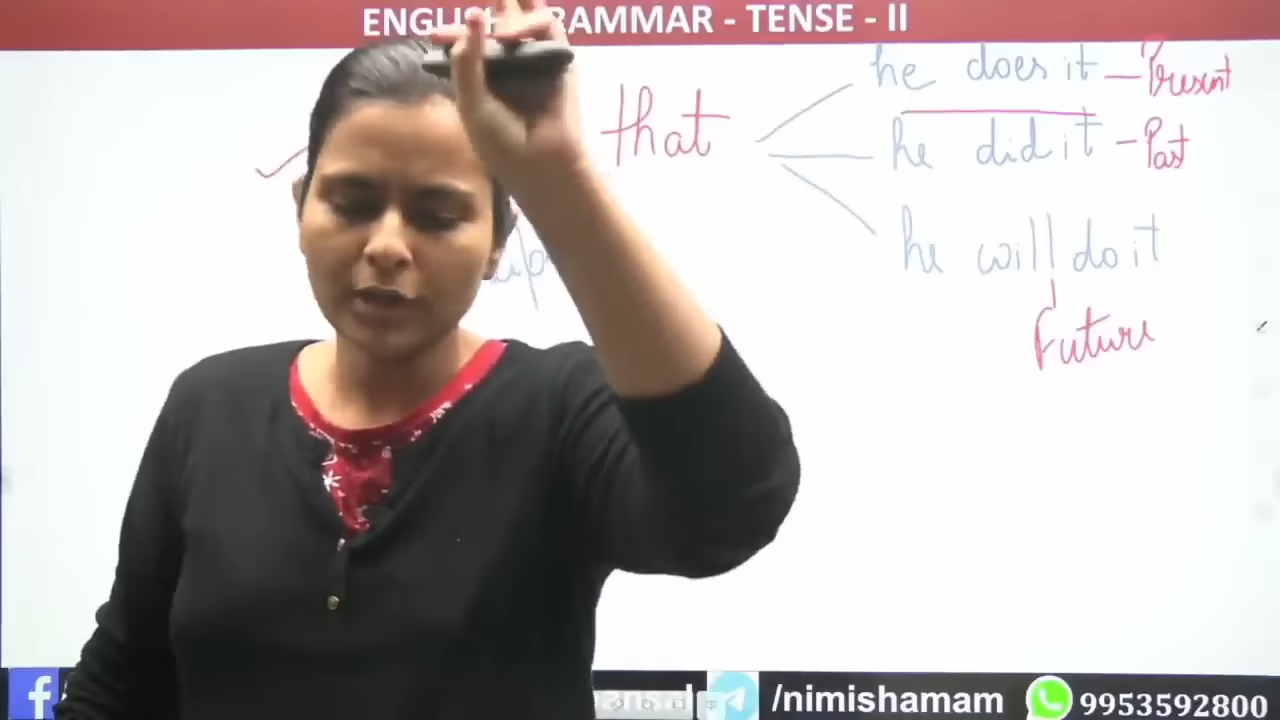 ENGLISH GRAMMAR - TENSE - II
he does it - Present
that
he did it - Past
he will do it
Future
/nimishamam
9953592800